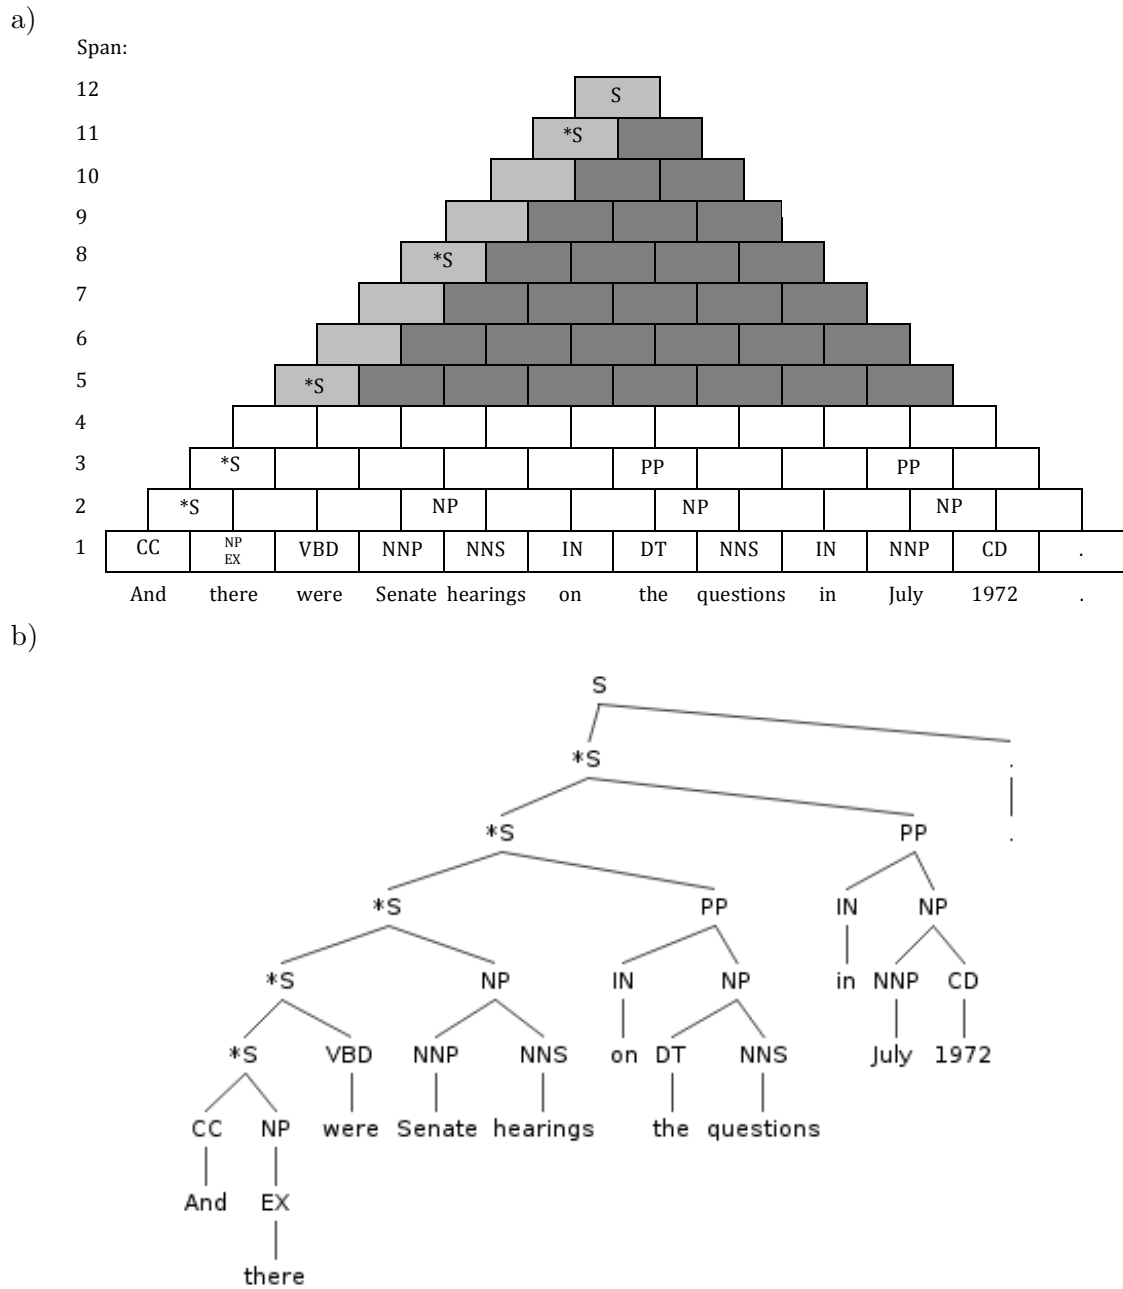 a)
Span:
12 S
11 *S
10
9
8 *S
7
6
5 *S
4
3 *S PP PP
2 *S NP NP NP
1 CC NP EX VBD NNP NNS IN DT NNS IN NNP CD .
And there were Senate hearings on the questions in July 1972 .
b)
S
*S .
*S PP .
*S PP IN NP
*S NP IN NP in NNP CD
*S VBD NNP NNS on DT NNS July 1972
CC NP were Senate hearings the questions
And EX
there